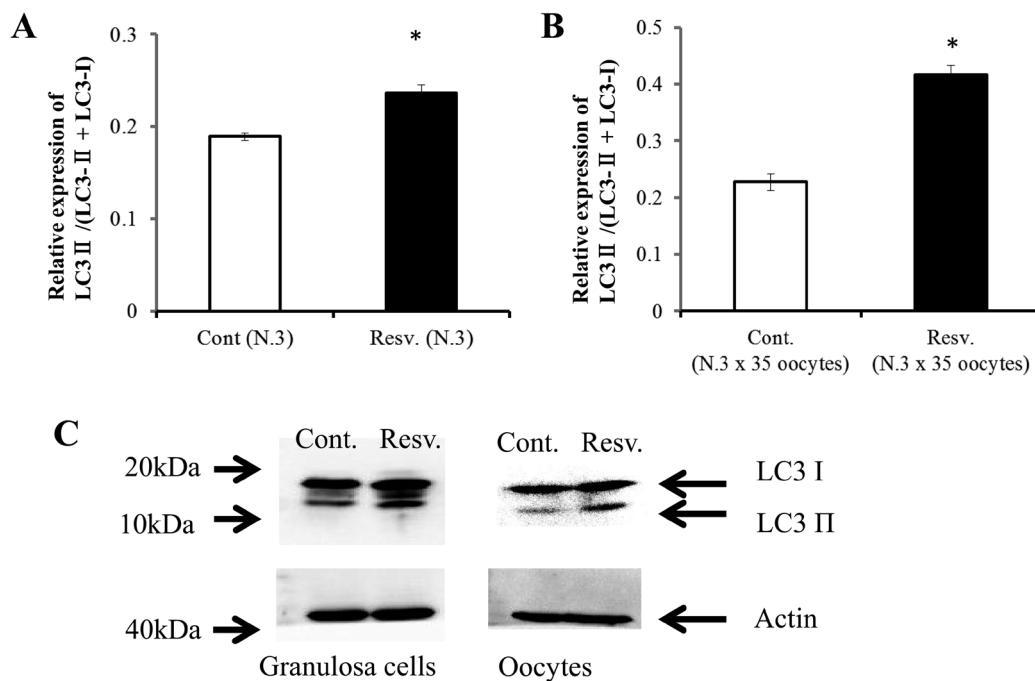 A
Relative expression of
LC3 II /(LC3- II + LC3-I)
0.3
0.2
0.1
0
*
Cont (N.3)
Resv. (N.3)
B
Relative expression of
LC3 II /(LC3- II + LC3-I)
0.5
0.4
0.3
0.2
0.1
0
*
Cont.
(N.3 x 35 oocytes)
Resv.
(N.3 x 35 oocytes)
C
Cont. Resv.
Cont. Resv.
20kDa
10kDa
LC3 I
LC3 II
40kDa
Actin
Granulosa cells
Oocytes